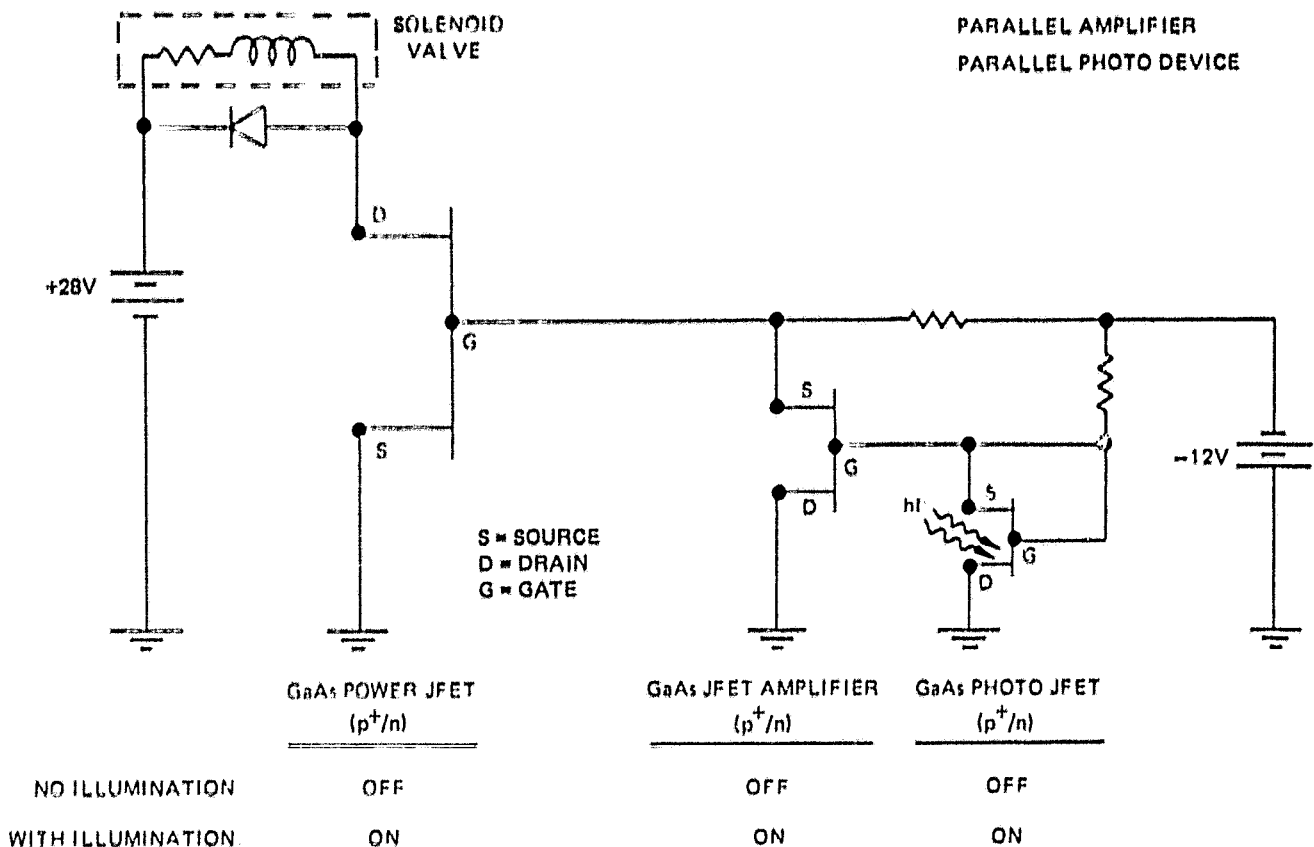 SOLENOID
VALVE
PARALLEL AMPLIFIER
PARALLEL PHOTO DEVICE
D
+28V
G
S
S
G
D
-12V
hf
S
G
D
S = SOURCE
D = DRAIN
G = GATE
GaAs POWER JFET
(p+/n)
GaAs JFET AMPLIFIER
(p+/n)
GaAs PHOTO JFET
(p+/n)
NO ILLUMINATION OFF OFF OFF
WITH ILLUMINATION ON ON ON